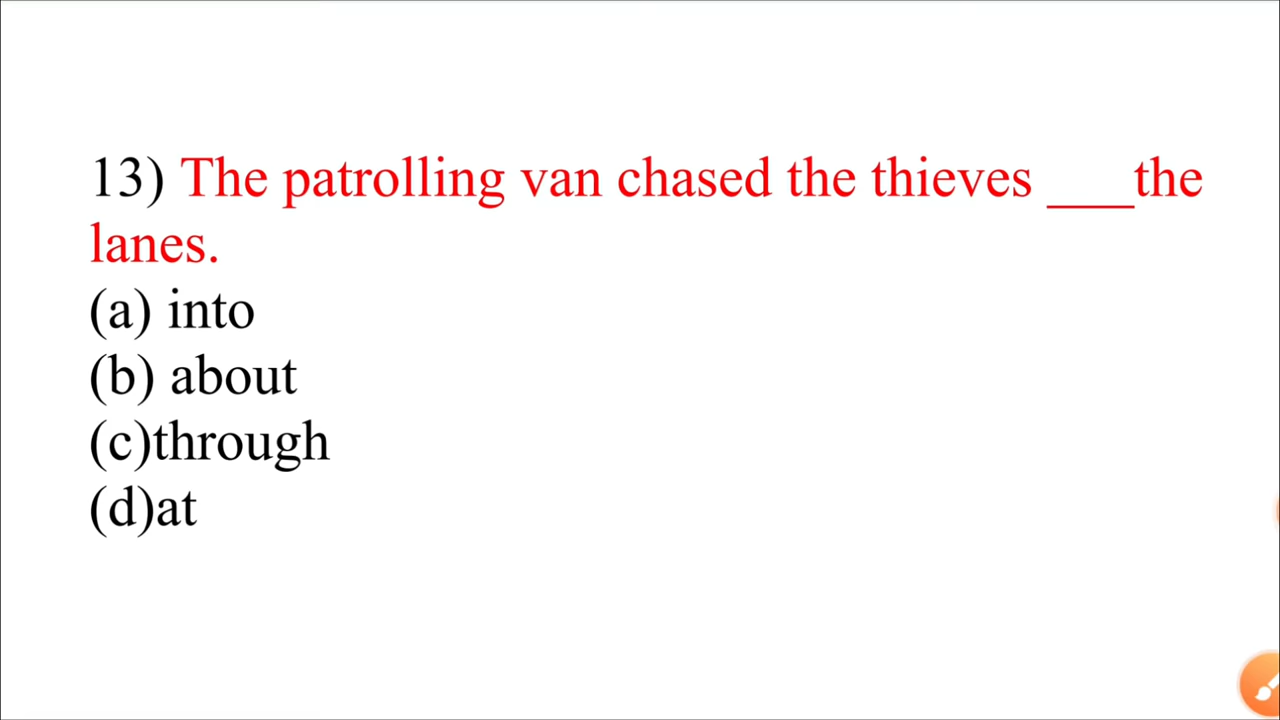 13) The patrolling van chased the thieves ___the
lanes.
(a) into
(b) about
(c)through
(d)at